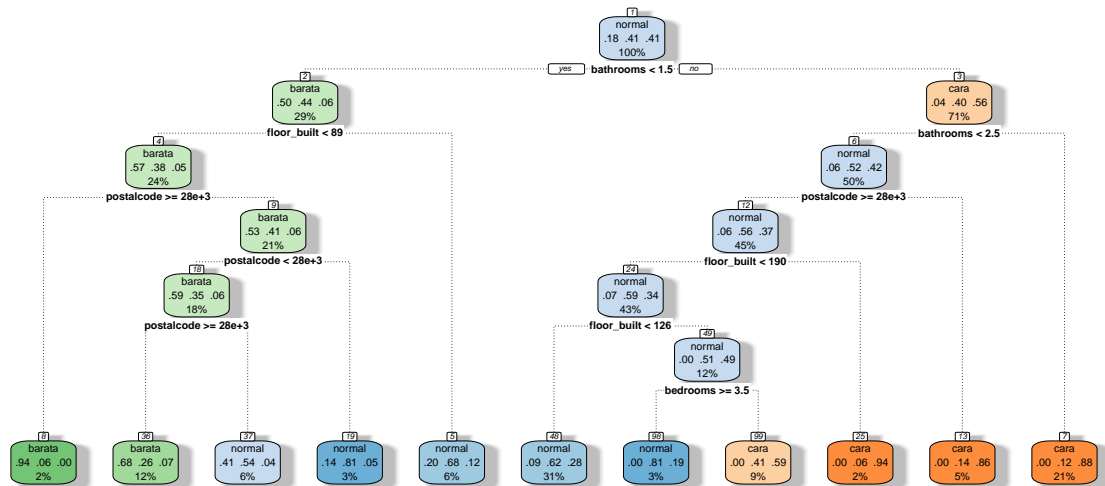 1
normal
.18 .41 .41
100%
yes bathrooms < 1.5 no
2
barata
.50 .44 .06
29%
floor_built < 89
3
cara
.04 .40 .56
71%
bathrooms < 2.5
4
barata
.57 .38 .05
24%
postalcode >= 28e+3
6
normal
.06 .52 .42
50%
postalcode >= 28e+3
9
barata
.53 .41 .06
21%
postalcode < 28e+3
12
normal
.06 .56 .37
45%
floor_built < 190
18
barata
.59 .35 .06
18%
postalcode >= 28e+3
24
normal
.07 .59 .34
43%
floor_built < 126
49
normal
.00 .51 .49
12%
bedrooms >= 3.5
8
barata
.94 .06 .00
2%
36
barata
.68 .26 .07
12%
37
normal
.41 .54 .04
6%
19
normal
.14 .81 .05
3%
5
normal
.20 .68 .12
6%
48
normal
.09 .62 .28
31%
98
normal
.00 .81 .19
3%
99
cara
.00 .41 .59
9%
25
cara
.00 .06 .94
2%
13
cara
.00 .14 .86
5%
7
cara
.00 .12 .88
21%